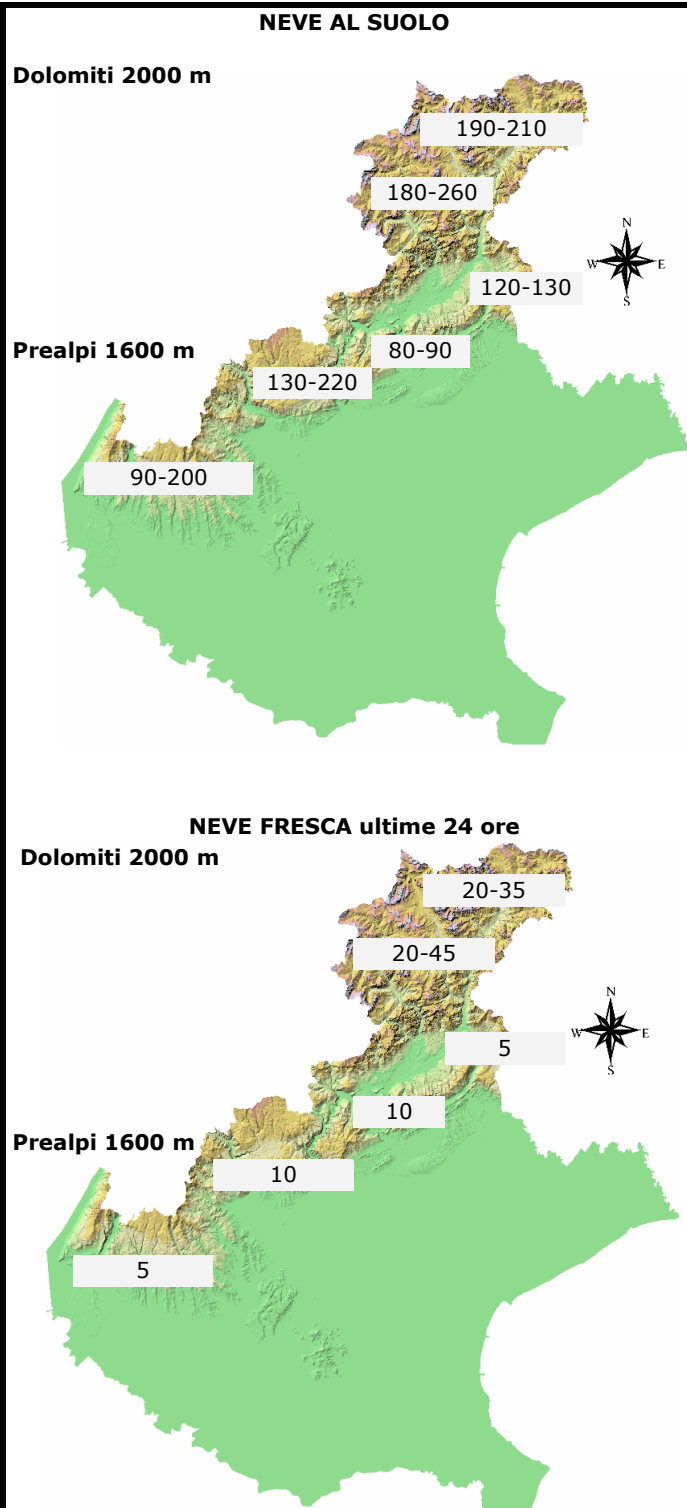 NEVE AL SUOLO
Dolomiti 2000 m
190-210
180-260
N
W E
S
120-130
Prealpi 1600 m
80-90
130-220
90-200
NEVE FRESCA ultime 24 ore
Dolomiti 2000 m
20-35
20-45
N
W E
S
5
10
Prealpi 1600 m
10
5